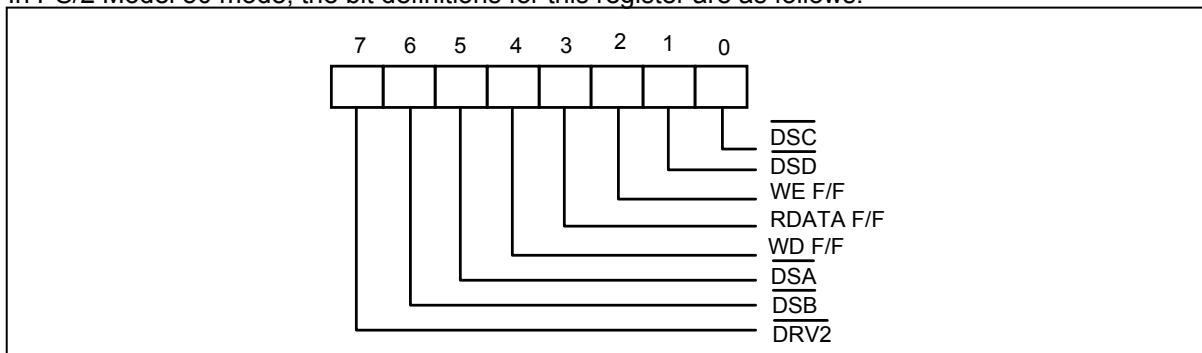 in PS/2 Model 30 mode, the bit definitions for this register are as follows:
7 6 5 4 3 2 1 0
DSC
DSD
WE F/F
RDATA F/F
WD F/F
DSA
DSB
DRV2